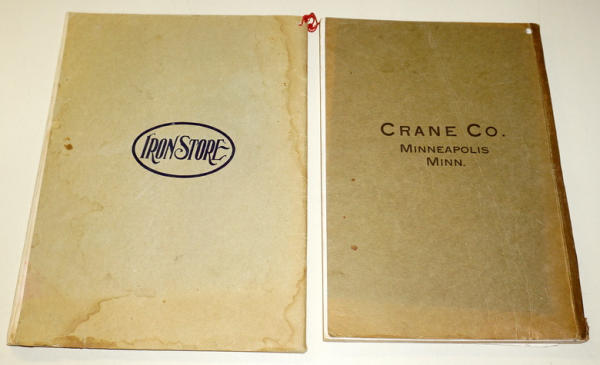 IRON STORE
CRANE CO.
MINNEAPOLIS
MINN.